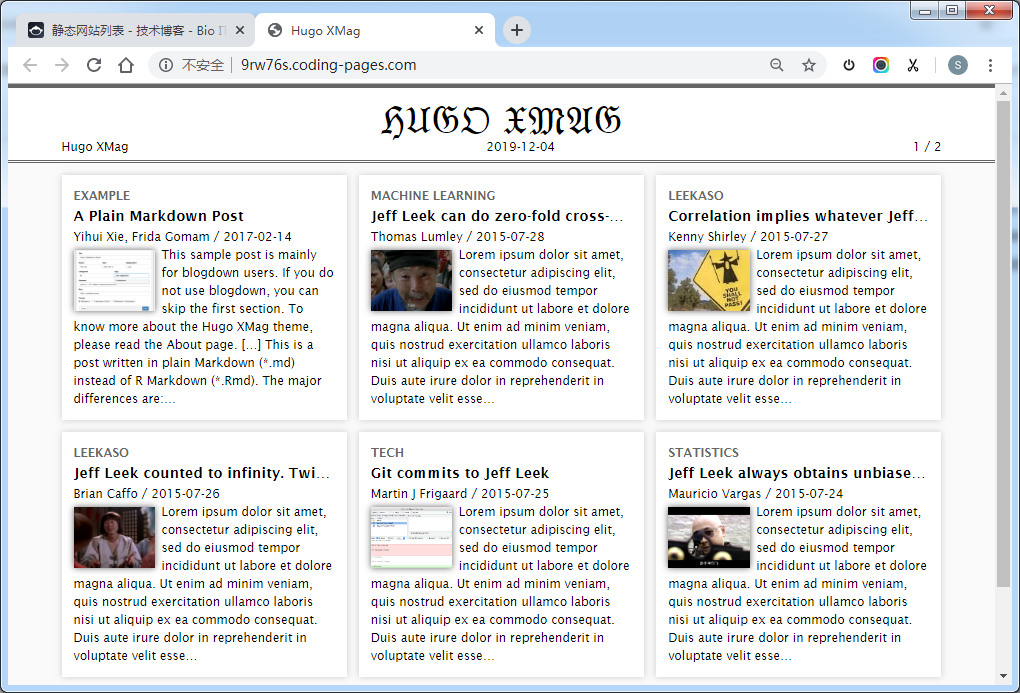 静态网站列表 - 技术博客 - Bio
Hugo XMag
不安全
9rw76s.coding-pages.com
S
HUGO XMAG
Hugo XMag
2019-12-04
1 / 2
EXAMPLE
A Plain Markdown Post
Yihui Xie, Frida Gomam / 2017-02-14
This sample post is mainly
for blogdown users. If you do
not use blogdown, you can
skip the first section. To
know more about the Hugo XMag theme,
please read the About page. [...] This is a
post written in plain Markdown (*.md)
instead of R Markdown (*.Rmd). The major
differences are:...
MACHINE LEARNING
Jeff Leek can do zero-fold cross-...
Thomas Lumley / 2015-07-28
Lorem ipsum dolor sit amet,
consectetur adipiscing elit,
sed do eiusmod tempor
incididunt ut labore et dolore
magna aliqua. Ut enim ad minim veniam,
quis nostrud exercitation ullamco laboris
nisi ut aliquip ex ea commodo consequat.
Duis aute irure dolor in reprehenderit in
voluptate velit esse...
LEEKASO
Correlation implies whatever Jeff...
Kenny Shirley / 2015-07-27
YOU
SHALL
NOT
PASS!
Lorem ipsum dolor sit amet,
consectetur adipiscing elit,
sed do eiusmod tempor
incididunt ut labore et dolore
magna aliqua. Ut enim ad minim veniam,
quis nostrud exercitation ullamco laboris
nisi ut aliquip ex ea commodo consequat.
Duis aute irure dolor in reprehenderit in
voluptate velit esse...
LEEKASO
Jeff Leek counted to infinity. Twi...
Brian Caffo / 2015-07-26
Lorem ipsum dolor sit amet,
consectetur adipiscing elit,
sed do eiusmod tempor
incididunt ut labore et dolore
magna aliqua. Ut enim ad minim veniam,
quis nostrud exercitation ullamco laboris
nisi ut aliquip ex ea commodo consequat.
Duis aute irure dolor in reprehenderit in
voluptate velit esse...
TECH
Git commits to Jeff Leek
Martin J Frigaard / 2015-07-25
Lorem ipsum dolor sit amet,
consectetur adipiscing elit,
sed do eiusmod tempor
incididunt ut labore et dolore
magna aliqua. Ut enim ad minim veniam,
quis nostrud exercitation ullamco laboris
nisi ut aliquip ex ea commodo consequat.
Duis aute irure dolor in reprehenderit in
voluptate velit esse...
STATISTICS
Jeff Leek always obtains unbiase...
Mauricio Vargas / 2015-07-24
Lorem ipsum dolor sit amet,
consectetur adipiscing elit,
sed do eiusmod tempor
incididunt ut labore et dolore
magna aliqua. Ut enim ad minim veniam,
quis nostrud exercitation ullamco laboris
nisi ut aliquip ex ea commodo consequat.
Duis aute irure dolor in reprehenderit in
voluptate velit esse...